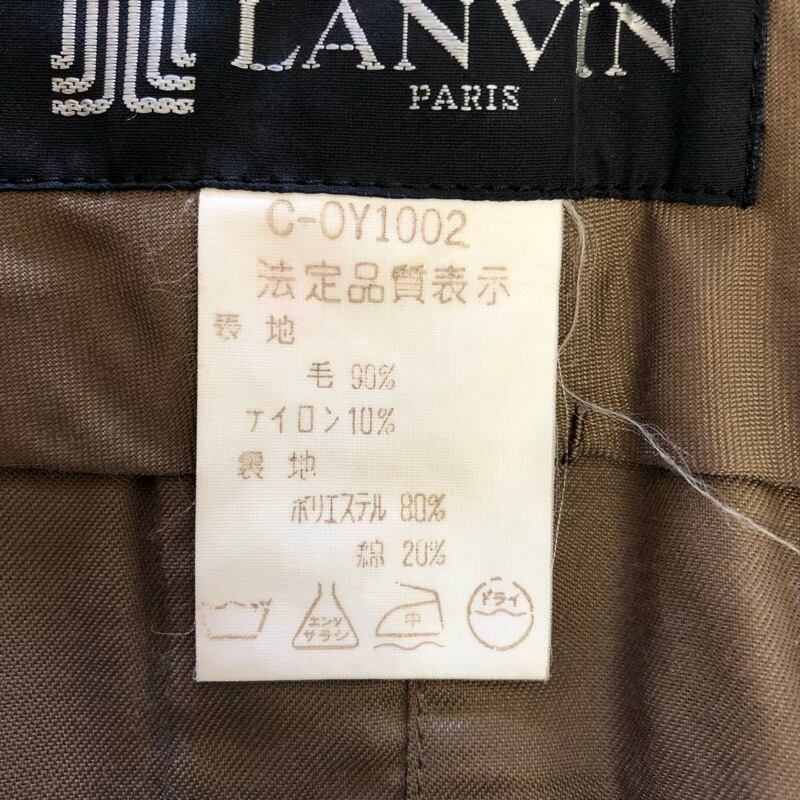 LANVIN
PARIS
C-OY1002
法定品質表示
表地
毛 90%
ナイロン 10%
裏地
ポリエステル 80%
綿 20%
エンソ
サラシ
中
ドライ